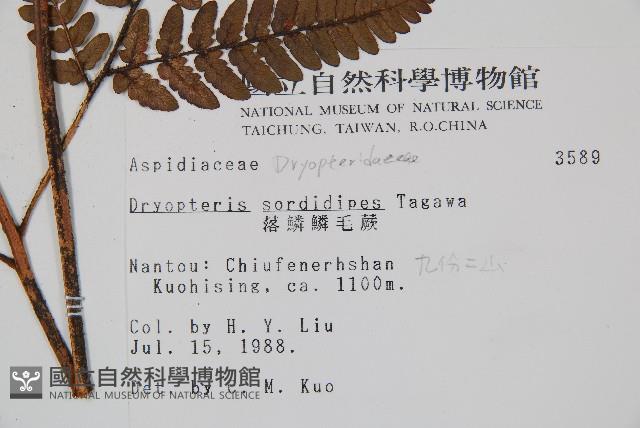 國立自然科學博物館
NATIONAL MUSEUM OF NATURAL SCIENCE
TAICHUNG, TAIWAN, R.O.CHINA
Aspidiaceae Dryopteridaceae 3589
Dryopteris sordidipes Tagawa
落鱗鱗毛蕨
Nantou: Chiufenerhshan 九份二山
Kuohising, ca. 1100m.
Col. by H. Y. Liu
Jul. 15, 1988.
Det. by C. M. Kuo
國立自然科學博物館
NATIONAL MUSEUM OF NATURAL SCIENCE